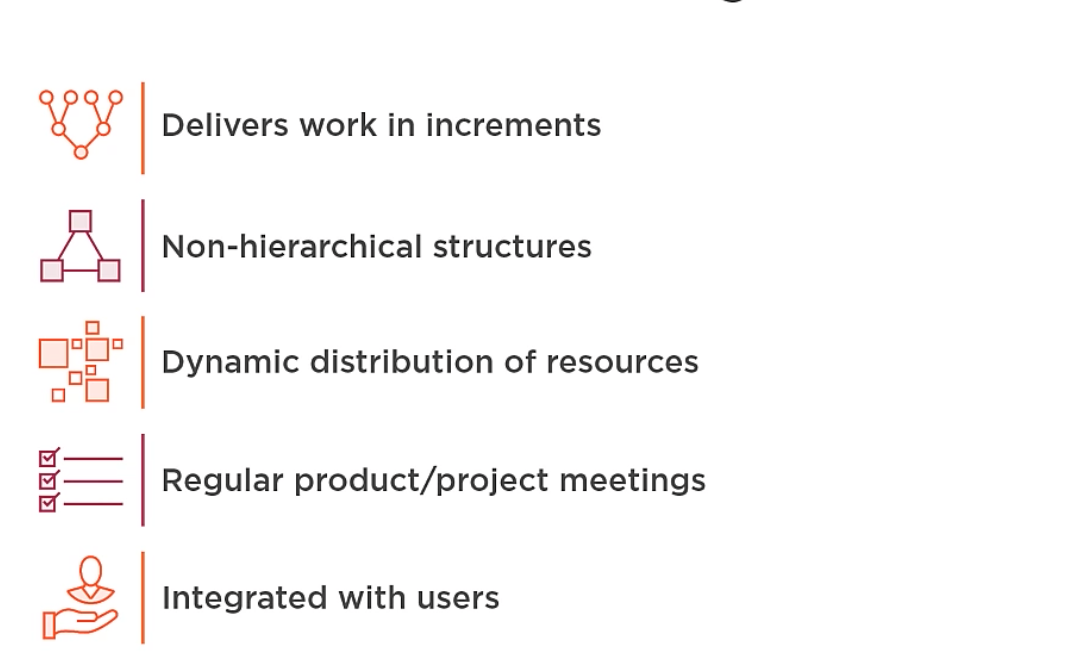 Delivers work in increments
Non-hierarchical structures
Dynamic distribution of resources
Regular product/project meetings
Integrated with users